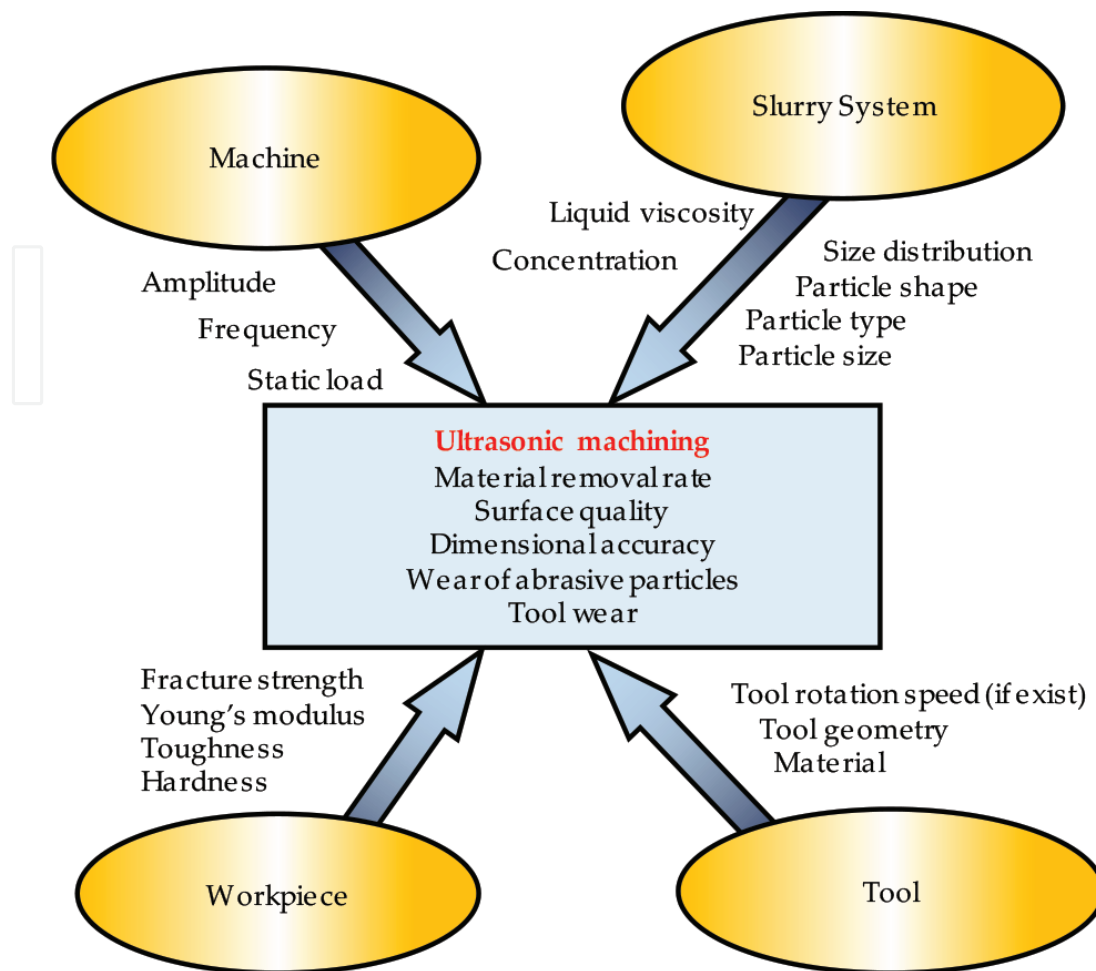 Machine
Slurry System
Amplitude
Frequency
Static load
Liquid viscosity
Concentration
Size distribution
Particle shape
Particle type
Particle size
Ultrasonic machining
Material removal rate
Surface quality
Dimensional accuracy
Wear of abrasive particles
Tool wear
Fracture strength
Young's modulus
Toughness
Hardness
Tool rotation speed (if exist)
Tool geometry
Material
Workpiece
Tool